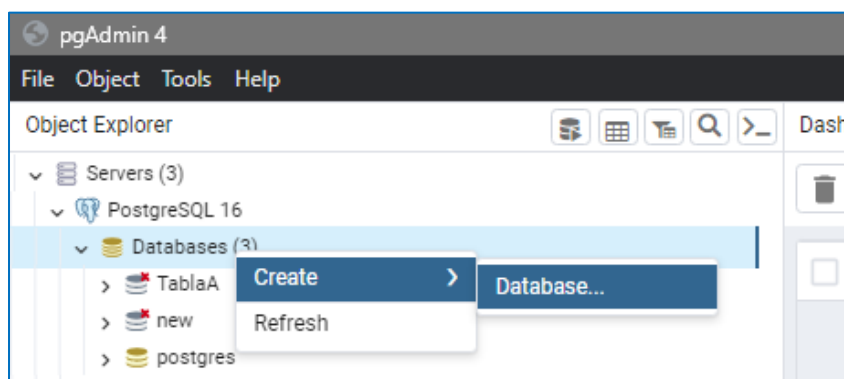 pgAdmin 4
File Object Tools Help
Object Explorer
Dash
Servers (3)
PostgreSQL 16
Databases (3)
TablaA
Create
Database...
new
Refresh
postgres